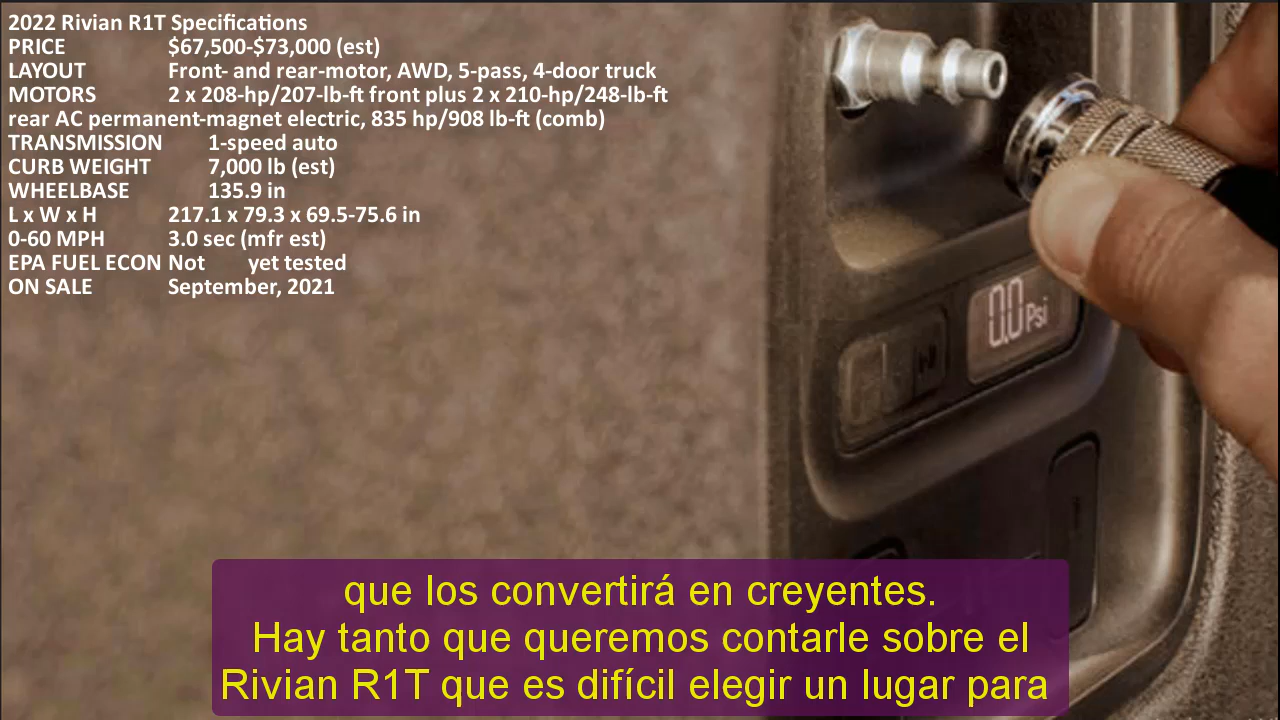 2022 Rivian R1T Specifications
PRICE $67,500-$73,000 (est)
LAYOUT Front- and rear-motor, AWD, 5-pass, 4-door truck
MOTORS 2 x 208-hp/207-lb-ft front plus 2 x 210-hp/248-lb-ft
rear AC permanent-magnet electric, 835 hp/908 lb-ft (comb)
TRANSMISSION 1-speed auto
CURB WEIGHT 7,000 lb (est)
WHEELBASE 135.9 in
L x W x H 217.1 x 79.3 x 69.5-75.6 in
0-60 MPH 3.0 sec (mfr est)
EPA FUEL ECON Not yet tested
ON SALE September, 2021
0.0 Psi
que los convertirá en creyentes.
Hay tanto que queremos contarle sobre el
Rivian R1T que es difícil elegir un lugar para